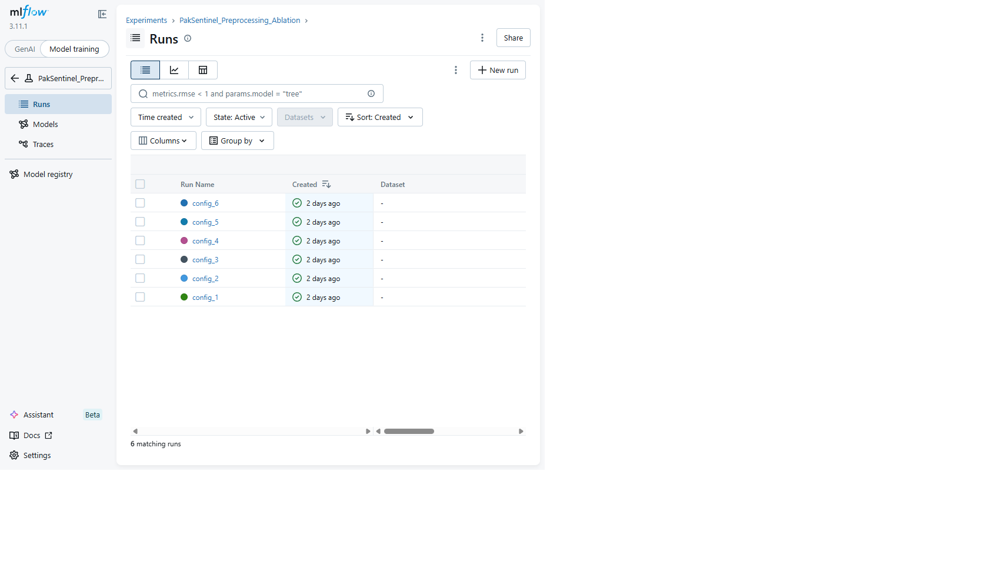 mlflow
3.11.1
GenAI
Model training
PakSentinel_Prepr...
Runs
Models
Traces
Model registry
Assistant
Beta
Docs
Settings
Experiments > PakSentinel_Preprocessing_Ablation >
Runs
Share
New run
metrics.rmse < 1 and params.model = "tree"
Time created
State: Active
Datasets
Sort: Created
Columns
Group by
Run Name Created Dataset
config_6 2 days ago -
config_5 2 days ago -
config_4 2 days ago -
config_3 2 days ago -
config_2 2 days ago -
config_1 2 days ago -
6 matching runs